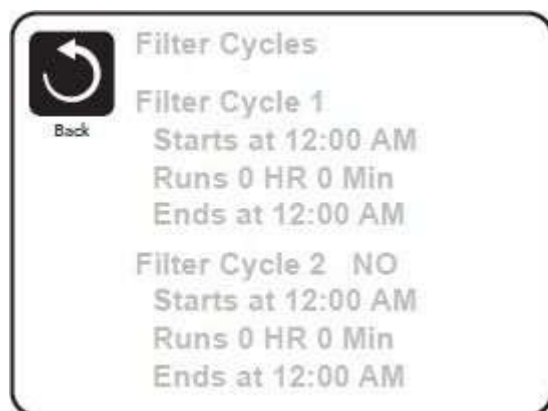 Filter Cycles
Back
Filter Cycle 1
Starts at 12:00 AM
Runs 0 HR 0 Min
Ends at 12:00 AM
Filter Cycle 2 NO
Starts at 12:00 AM
Runs 0 HR 0 Min
Ends at 12:00 AM